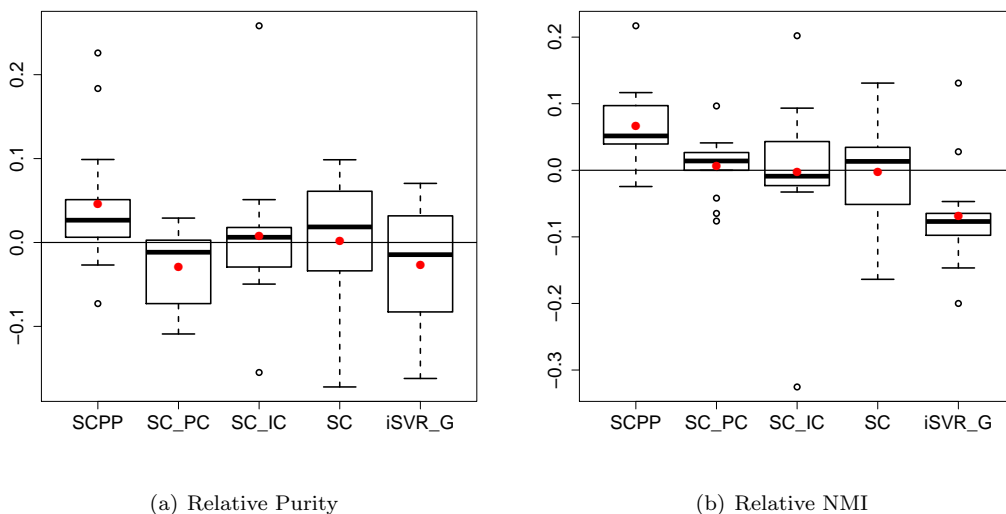 0.2
0.1
0.0
−0.1
SCPP SC_PC SC_IC SC iSVR_G
(a) Relative Purity
0.2
0.1
0.0
−0.1
−0.2
−0.3
SCPP SC_PC SC_IC SC iSVR_G
(b) Relative NMI